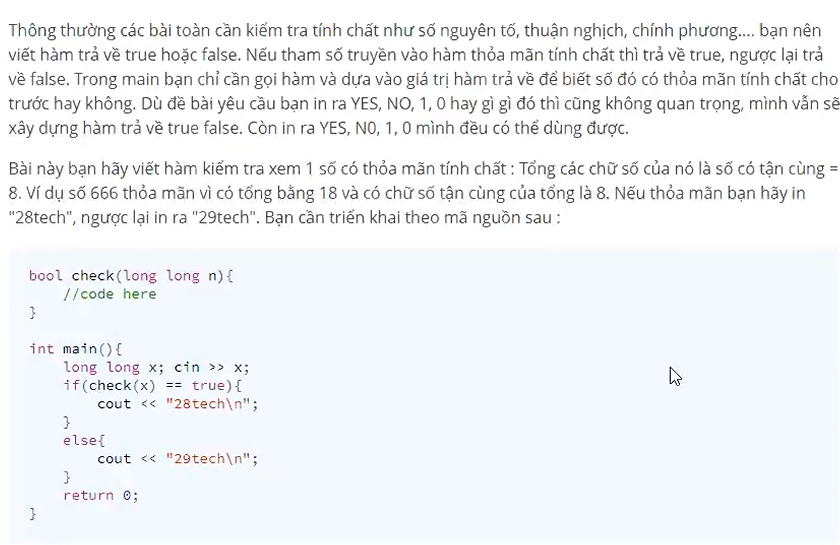 Thông thường các bài toàn cần kiểm tra tính chất như số nguyên tố, thuận nghịch, chính phương.... bạn nên
viết hàm trả về true hoặc false. Nếu tham số truyền vào hàm thỏa mãn tính chất thì trả về true, ngược lại trả
về false. Trong main bạn chỉ cần gọi hàm và dựa vào giá trị hàm trả về để biết số đó có thỏa mãn tính chất cho
trước hay không. Dù đề bài yêu cầu bạn in ra YES, NO, 1, 0 hay gì gì đó thì cũng không quan trọng, mình vẫn sẽ
xây dựng hàm trả về true false. Còn in ra YES, N0, 1, 0 mình đều có thể dùng được.
Bài này bạn hãy viết hàm kiểm tra xem 1 số có thỏa mãn tính chất : Tổng các chữ số của nó là số có tận cùng =
8. Ví dụ số 666 thỏa mãn vì có tổng bằng 18 và có chữ số tận cùng của tổng là 8. Nếu thỏa mãn bạn hãy in
"28tech", ngược lại in ra "29tech". Bạn cần triển khai theo mã nguồn sau :
bool check(long long n){
    //code here
}
int main(){
    long long x; cin >> x;
    if(check(x) == true){
        cout << "28tech\n";
    }
    else{
        cout << "29tech\n";
    }
    return 0;
}